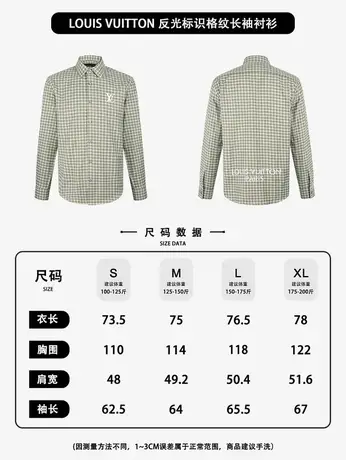 LOUIS VUITTON 反光标识格纹长袖衬衫
LV
LOUIS VUITTON
PARIS
尺码数据
SIZE DATA
尺码 S M L XL
SIZE 建议体重 建议体重 建议体重 建议体重
100-125斤 125-150斤 150-175斤 175-200斤
衣长 73.5 75 76.5 78
胸围 110 114 118 122
肩宽 48 49.2 50.4 51.6
袖长 62.5 64 65.5 67
(因测量方法不同，1~3CM误差属于正常范围，商品建议手洗)